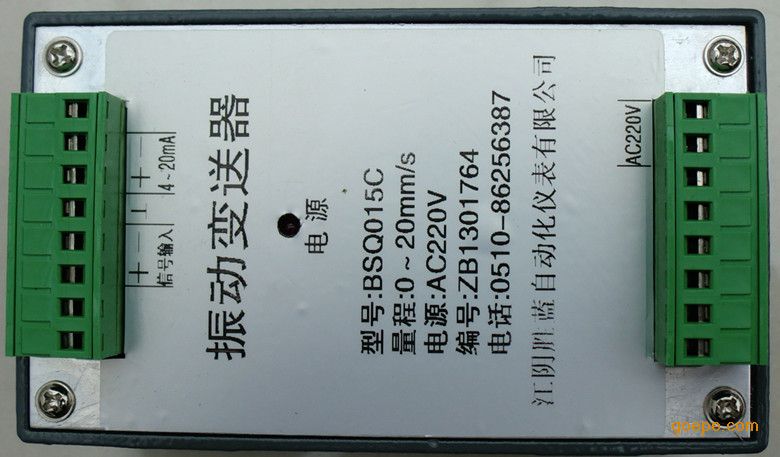 振动变送器
电源
型号:BSQ015C
量程:0~20mm/s
电源:AC220V
编号:ZB1301764
电话:0510-86256387
江阴胜蓝自动化仪表有限公司
信号输入
+ —
⊥
+ —
4~20mA
AC220V
goepe.com